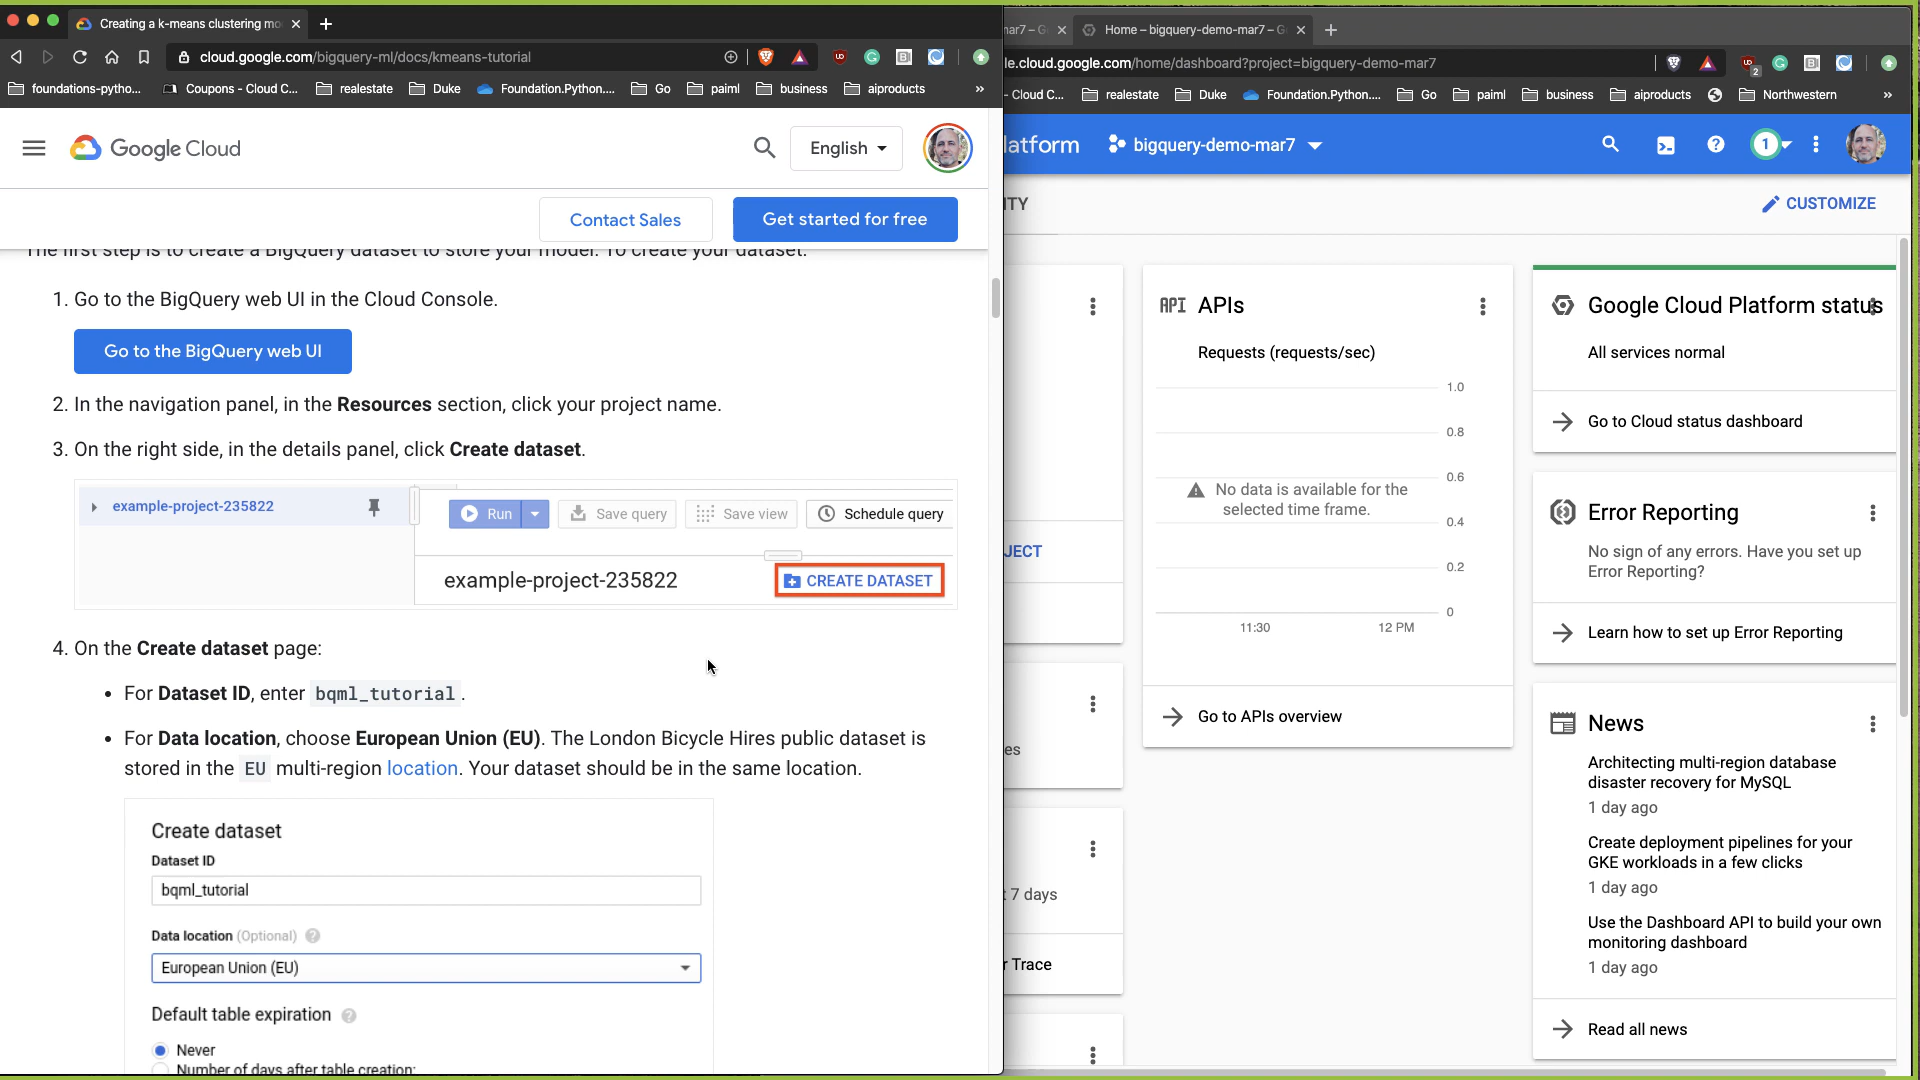 Creating a k-means clustering mo
cloud.google.com/bigquery-ml/docs/kmeans-tutorial
foundations-pytho...
Coupons - Cloud C...
realestate
Duke
Foundation.Python....
Go
paiml
business
aiproducts
»
Google Cloud
English
Contact Sales
Get started for free
The first step is to create a BigQuery dataset to store your model. To create your dataset:
1. Go to the BigQuery web UI in the Cloud Console.
Go to the BigQuery web UI
2. In the navigation panel, in the Resources section, click your project name.
3. On the right side, in the details panel, click Create dataset.
example-project-235822
Run
Save query
Save view
Schedule query
example-project-235822
CREATE DATASET
4. On the Create dataset page:
• For Dataset ID, enter bqml_tutorial.
• For Data location, choose European Union (EU). The London Bicycle Hires public dataset is
stored in the EU multi-region location. Your dataset should be in the same location.
Create dataset
Dataset ID
bqml_tutorial
Data location (Optional)
European Union (EU)
Default table expiration
Never
Number of days after table creation:
mar7 – G
Home – bigquery-demo-mar7 – G
le.cloud.google.com/home/dashboard?project=bigquery-demo-mar7
2
- Cloud C...
realestate
Duke
Foundation.Python....
Go
paiml
business
aiproducts
Northwestern
»
latform
bigquery-demo-mar7
1
ITY
CUSTOMIZE
JECT
es
t 7 days
r Trace
API APIs
Requests (requests/sec)
1.0
0.8
0.6
0.4
0.2
0
No data is available for the
selected time frame.
11:30
12 PM
Go to APIs overview
Google Cloud Platform status
All services normal
Go to Cloud status dashboard
Error Reporting
No sign of any errors. Have you set up
Error Reporting?
Learn how to set up Error Reporting
News
Architecting multi-region database
disaster recovery for MySQL
1 day ago
Create deployment pipelines for your
GKE workloads in a few clicks
1 day ago
Use the Dashboard API to build your own
monitoring dashboard
1 day ago
Read all news